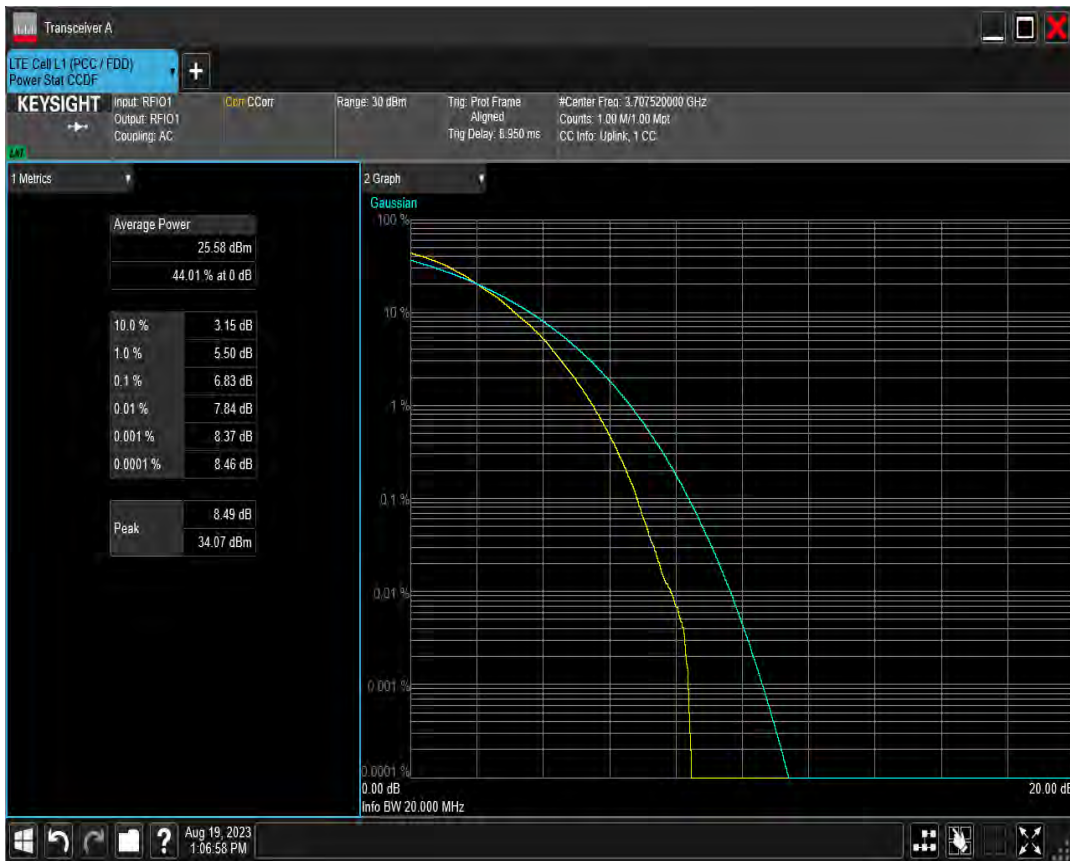 Transceiver A
LTE Cell L1 (PCC / FDD)
Power Stat CCDF
+
KEYSIGHT
Input: RFIO1
Output: RFIO1
Coupling: AC
Corr CCorr
Range: 30 dBm
Trig: Prot Frame
Aligned
Trig Delay: 8.950 ms
#Center Freq: 3.707520000 GHz
Counts: 1.00 M/1.00 Mpt
CC Info: Uplink, 1 CC
LXT
1 Metrics
Average Power
25.58 dBm
44.01 % at 0 dB
10.0 % 3.15 dB
1.0 % 5.50 dB
0.1 % 6.83 dB
0.01 % 7.84 dB
0.001 % 8.37 dB
0.0001 % 8.46 dB
Peak
8.49 dB
34.07 dBm
2 Graph
Gaussian
100 %
10 %
1 %
0.1 %
0.01 %
0.001 %
0.0001 %
0.00 dB
20.00 dB
Info BW 20.000 MHz
?
Aug 19, 2023
1:06:58 PM